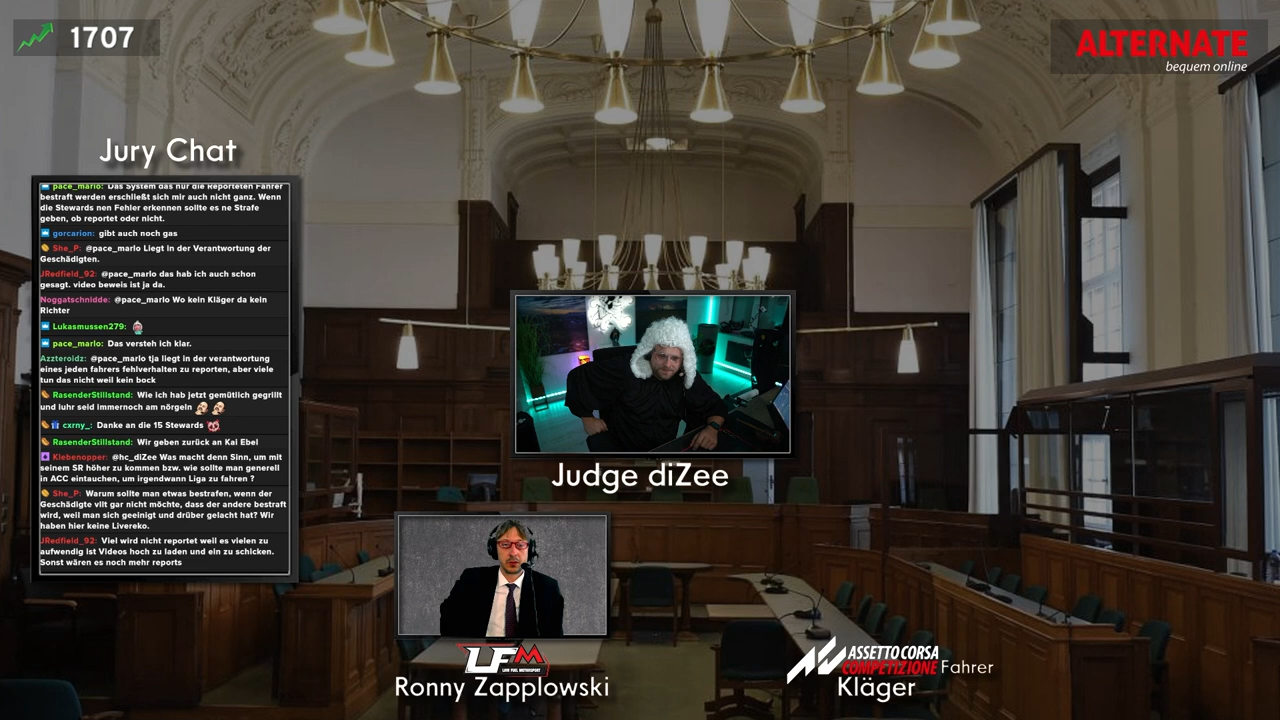 1707
ALTERNATE
bequem online
Jury Chat
pace_mario: Das System das nur die Reporteten Fahrer
bestraft werden erschließt sich mir auch nicht ganz. Wenn
die Stewards nen Fehler erkennen sollte es ne Strafe
geben, ob reportet oder nicht.
gorcarion: gibt auch noch gas
She_P: @pace_mario Liegt in der Verantwortung der
Geschädigten.
JRedfield_92: @pace_mario das hab ich auch schon
gesagt. video beweis ist ja da.
Noggatschnidde: @pace_mario Wo kein Kläger da kein
Richter
Lukasmussen279:
pace_mario: Das versteh ich klar.
Azzteroidz: @pace_mario tja liegt in der verantwortung
eines jeden fahrers fehlverhalten zu reporten, aber viele
tun das nicht weil kein bock
RasenderStillstand: Wie ich hab jetzt gemütlich gegrillt
und Iuhr seid immernoch am nörgeln
cxrny_: Danke an die 15 Stewards
RasenderStillstand: Wir geben zurück an Kai Ebel
Klebenopper: @hc_diZee Was macht denn Sinn, um mit
seinem SR höher zu kommen bzw. wie sollte man generell
in ACC eintauchen, um irgendwann Liga zu fahren ?
She_P: Warum sollte man etwas bestrafen, wenn der
Geschädigte vllt gar nicht möchte, dass der andere bestraft
wird, weil man sich geeinigt und drüber gelacht hat? Wir
haben hier keine Livereko.
JRedfield_92: Viel wird nicht reportet weil es vielen zu
aufwendig ist Videos hoch zu laden und ein zu schicken.
Sonst wären es noch mehr reports
Judge diZee
LFM
LOW FUEL MOTORSPORT
Ronny Zapplowski
ASSETTO CORSA
COMPETIZIONE Fahrer
Kläger